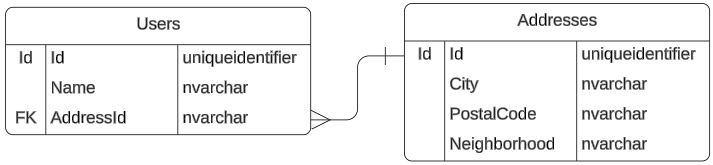 Users
Id Id uniqueidentifier
Name nvarchar
FK AddressId nvarchar
Addresses
Id Id uniqueidentifier
City nvarchar
PostalCode nvarchar
Neighborhood nvarchar